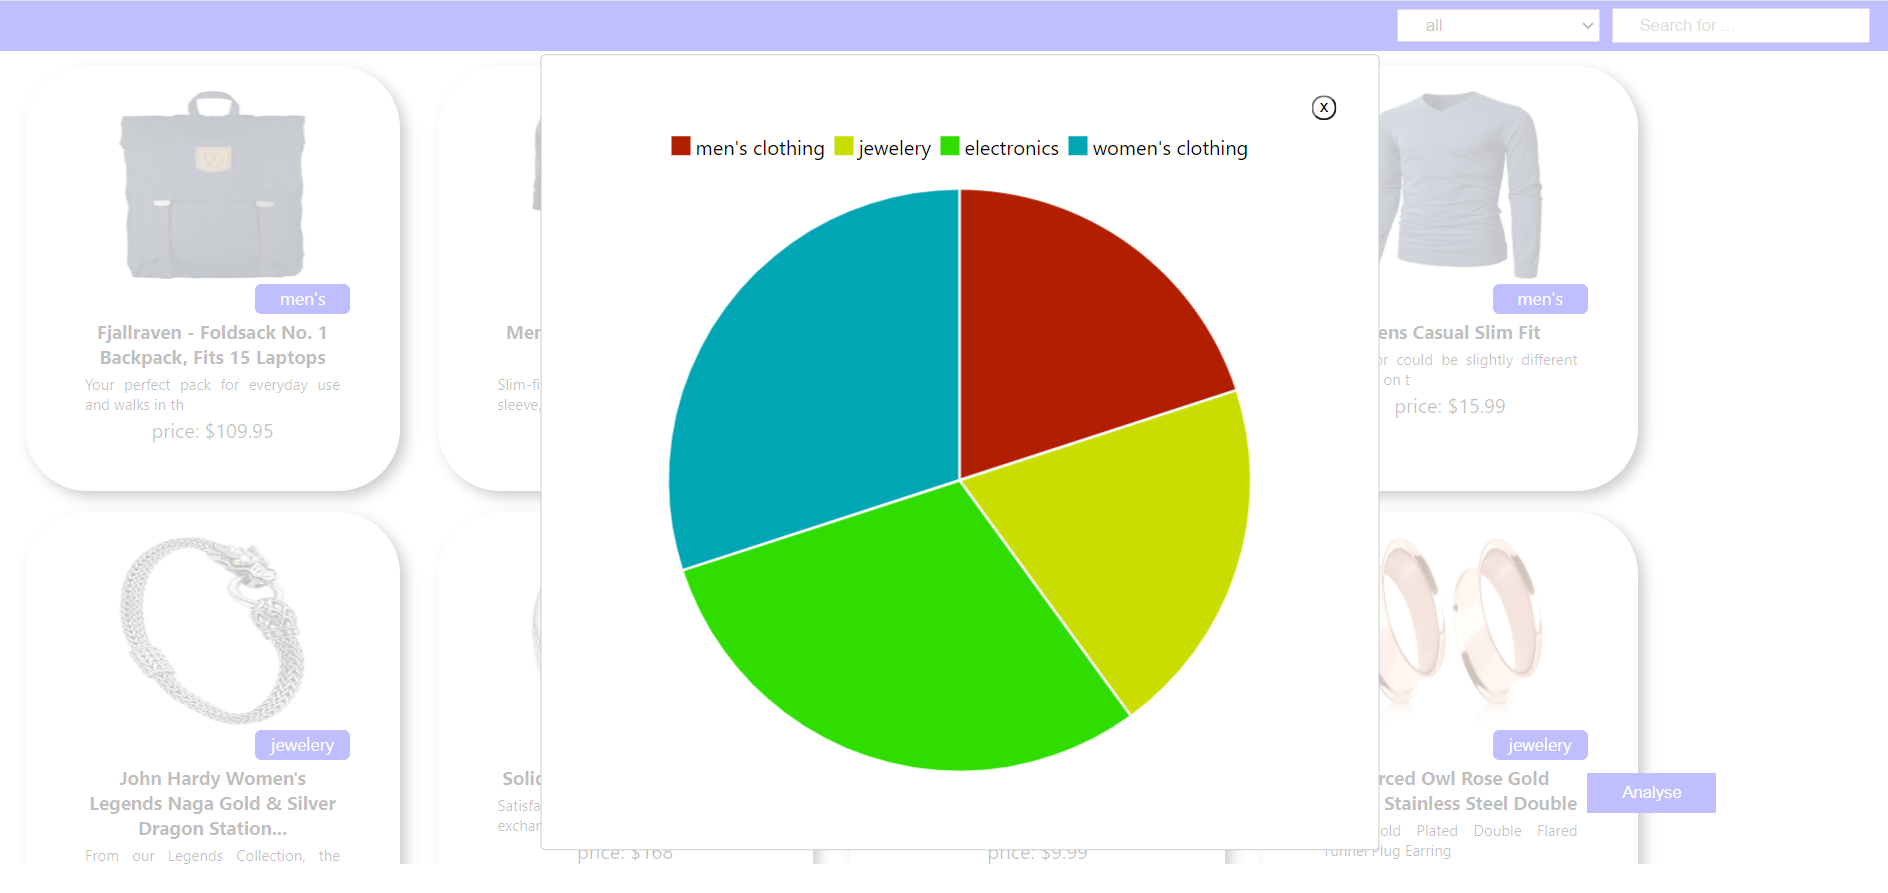 all
Search for ...
x
men's clothing jewelery electronics women's clothing
men's
Fjallraven - Foldsack No. 1
Backpack, Fits 15 Laptops
Your perfect pack for everyday use
and walks in th
price: $109.95
Slim-fi
sleeve,
men's
ens Casual Slim Fit
could be slightly different
on t
price: $15.99
jewelery
John Hardy Women's
Legends Naga Gold & Silver
Dragon Station...
From our Legends Collection, the
Solid
Satisfa
exchan
price: $168
price: $9.99
jewelery
rced Owl Rose Gold
Stainless Steel Double
Plated Double Flared
Tunnel Plug Earring
Analyse